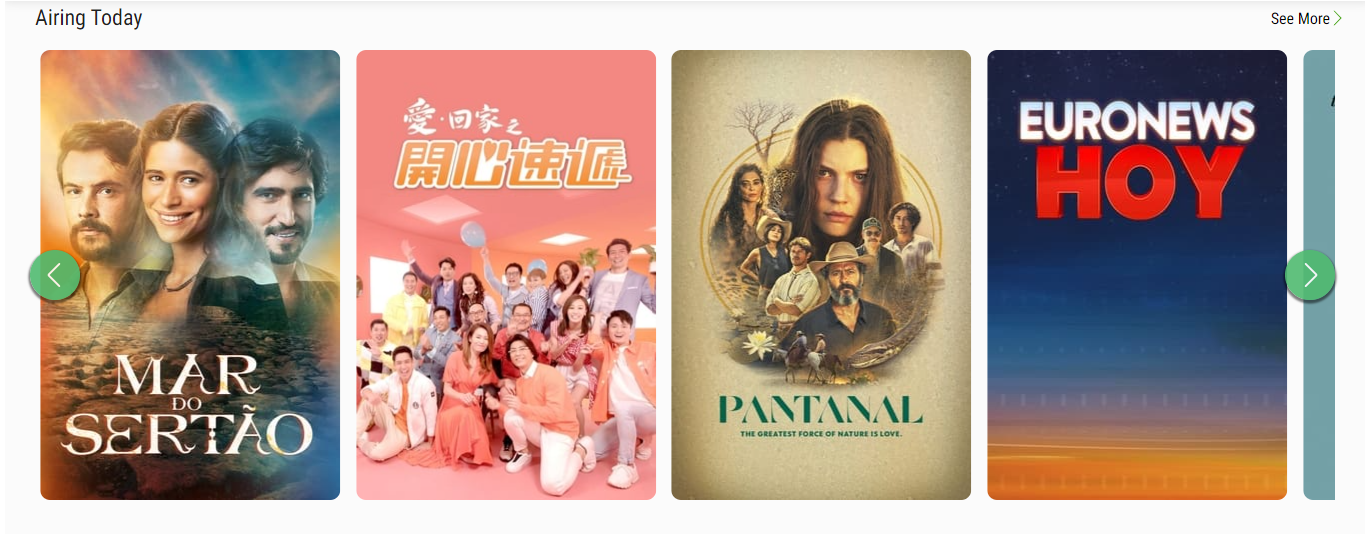 Airing Today
See More
MAR
DO
SERTÃO
愛·回家之
開心速遞
PANTANAL
THE GREATEST FORCE OF NATURE IS LOVE.
EURONEWS
HOY